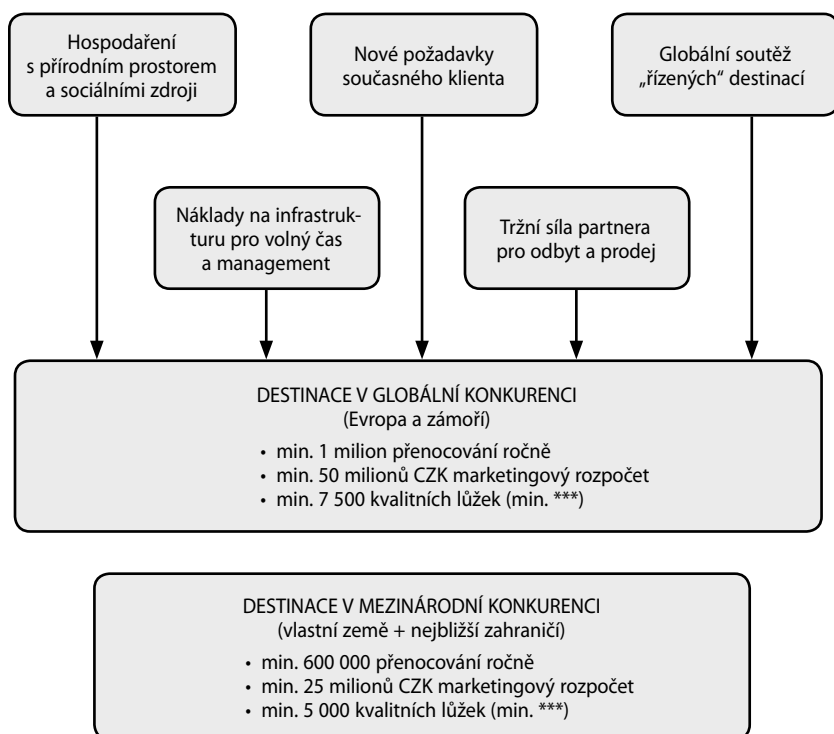 Hospodaření
s přírodním prostorem
a sociálními zdroji
Nové požadavky
současného klienta
Globální soutěž
„řízených“ destinací
Náklady na infrastruk-
turu pro volný čas
a management
Tržní síla partnera
pro odbyt a prodej
DESTINACE V GLOBÁLNÍ KONKURENCI
(Evropa a zámoří)
• min. 1 milion přenocování ročně
• min. 50 milionů CZK marketingový rozpočet
• min. 7 500 kvalitních lůžek (min. ***)
DESTINACE V MEZINÁRODNÍ KONKURENCI
(vlastní země + nejbližší zahraničí)
• min. 600 000 přenocování ročně
• min. 25 milionů CZK marketingový rozpočet
• min. 5 000 kvalitních lůžek (min. ***)